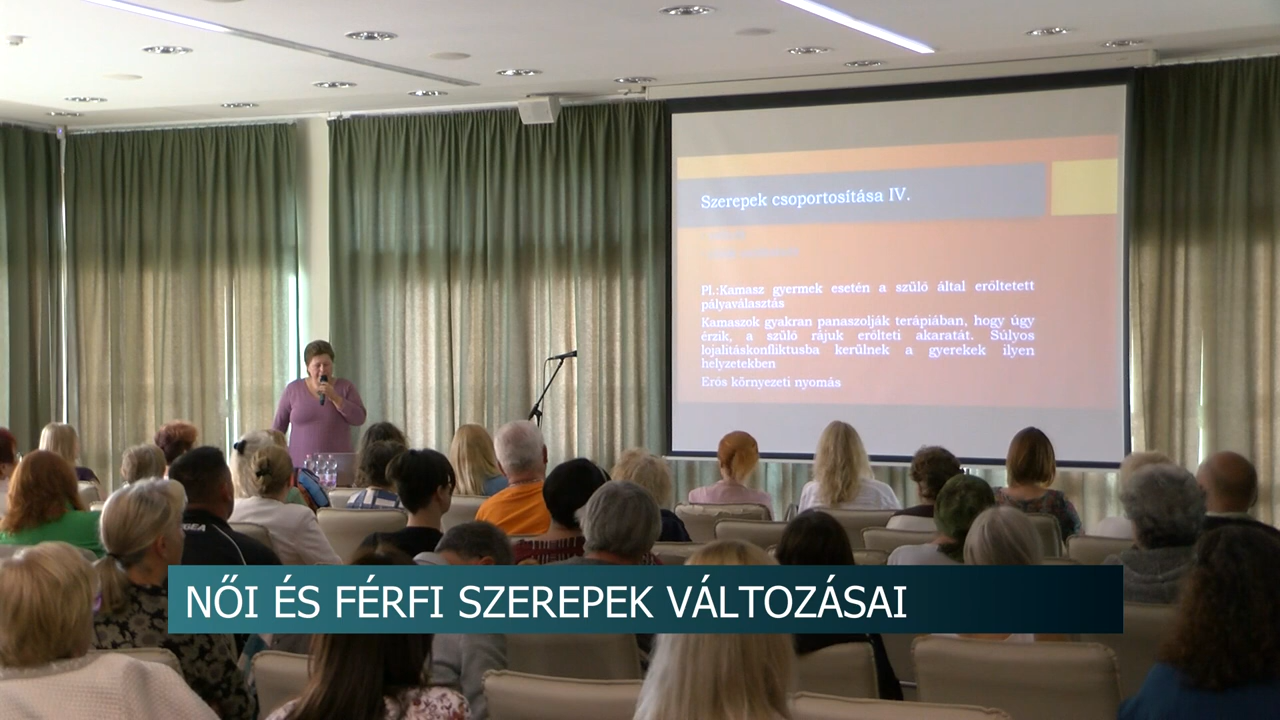 Szerepek csoportosítása IV.
Pl.:Kamasz gyermek esetén a szülő által erőltetett
pályaválasztás
Kamaszok gyakran panaszolják terápiában, hogy úgy
érzik, a szülő rájuk erőlteti akaratát. Súlyos
lojalitáskonfliktusba kerülnek a gyerekek ilyen
helyzetekben
Erős környezeti nyomás
NŐI ÉS FÉRFI SZEREPEK VÁLTOZÁSAI